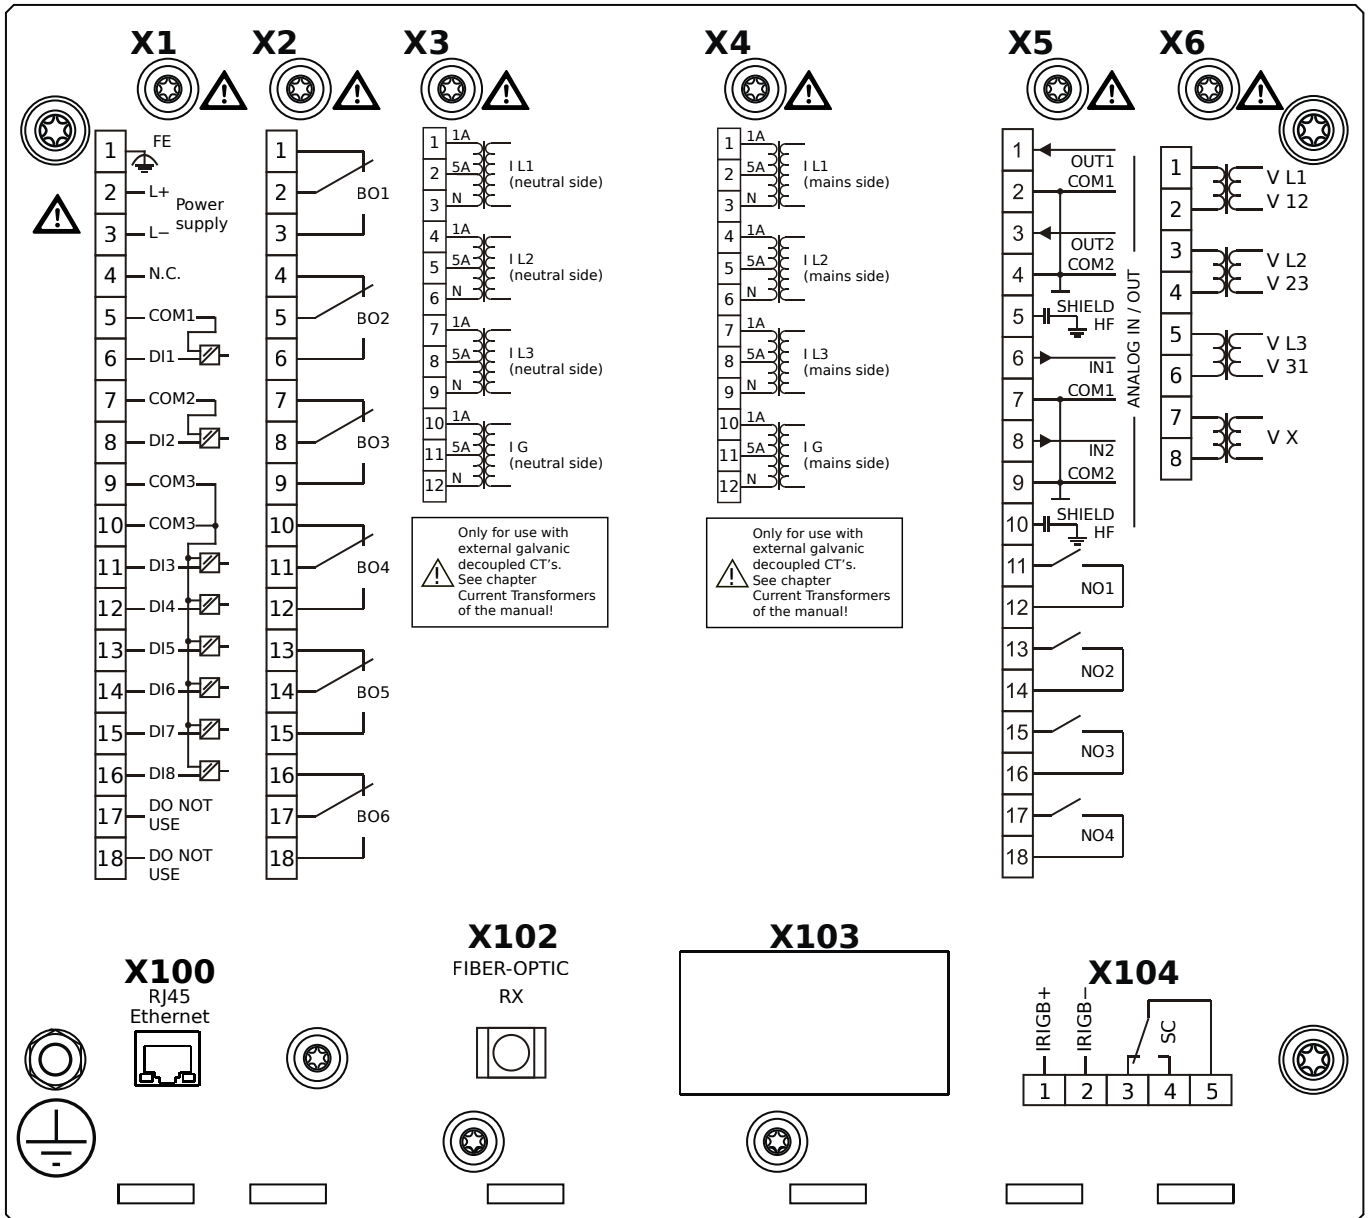 X1
X2
X3
X4
X5
X6
1
FE
2
L+
Power
supply
3
L−
4
N.C.
5
COM1
6
DI1
7
COM2
8
DI2
9
COM3
10
COM3
11
DI3
12
DI4
13
DI5
14
DI6
15
DI7
16
DI8
17
DO NOT
USE
18
DO NOT
USE
1
2
BO1
3
4
5
BO2
6
7
8
BO3
9
10
11
BO4
12
13
14
BO5
15
16
17
BO6
18
1 1A
2 5A
3 N
I L1
(neutral side)
4 1A
5 5A
6 N
I L2
(neutral side)
7 1A
8 5A
9 N
I L3
(neutral side)
10 1A
11 5A
12 N
I G
(neutral side)
Only for use with
external galvanic
decoupled CT's.
See chapter
Current Transformers
of the manual!
1 1A
2 5A
3 N
I L1
(mains side)
4 1A
5 5A
6 N
I L2
(mains side)
7 1A
8 5A
9 N
I L3
(mains side)
10 1A
11 5A
12 N
I G
(mains side)
Only for use with
external galvanic
decoupled CT's.
See chapter
Current Transformers
of the manual!
1
OUT1
2
COM1
3
OUT2
4
COM2
5
SHIELD
HF
6
IN1
7
COM1
8
IN2
9
COM2
10
SHIELD
HF
ANALOG IN / OUT
11
NO1
12
13
NO2
14
15
NO3
16
17
NO4
18
1
V L1
2
V 12
3
V L2
4
V 23
5
V L3
6
V 31
7
V X
8
X100
RJ45
Ethernet
X102
FIBER-OPTIC
RX
X103
X104
IRIGB+
IRIGB−
SC
1 2 3 4 5